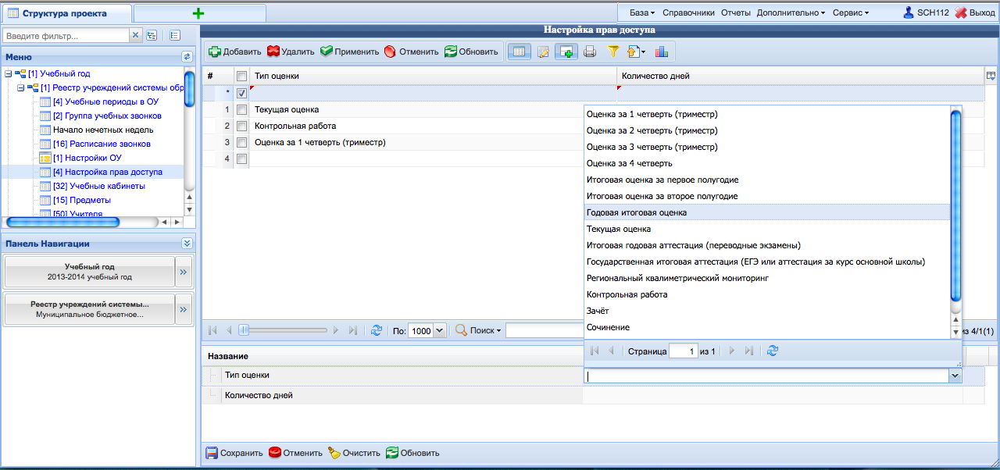 Структура проекта
База Справочники Отчеты Дополнительно Сервис SCH112 Выход
Введите фильтр...
Настройка прав доступа
Меню
Добавить Удалить Применить Отменить Обновить
[1] Учебный год
[1] Реестр учреждений системы обр
[4] Учебные периоды в ОУ
[2] Группа учебных звонков
Начало нечетных недель
[16] Расписание звонков
[1] Настройки ОУ
[4] Настройка прав доступа
[32] Учебные кабинеты
[15] Предметы
[50] Учителя
Панель Навигации
Учебный год
2013-2014 учебный год
Реестр учреждений системы...
Муниципальное бюджетное...
# Тип оценки Количество дней
*
1 Текущая оценка
2 Контрольная работа
3 Оценка за 1 четверть (триместр)
4
Оценка за 1 четверть (триместр)
Оценка за 2 четверть (триместр)
Оценка за 3 четверть (триместр)
Оценка за 4 четверть
Итоговая оценка за первое полугодие
Итоговая оценка за второе полугодие
Годовая итоговая оценка
Текущая оценка
Итоговая годовая аттестация (переводные экзамены)
Государственная итоговая аттестация (ЕГЭ или аттестация за курс основной школы)
Региональный квалиметрический мониторинг
Контрольная работа
Зачёт
Сочинение
Страница 1 из 1
По: 1000 Поиск из 4/1(1)
Название
Тип оценки
Количество дней
Сохранить Отменить Очистить Обновить